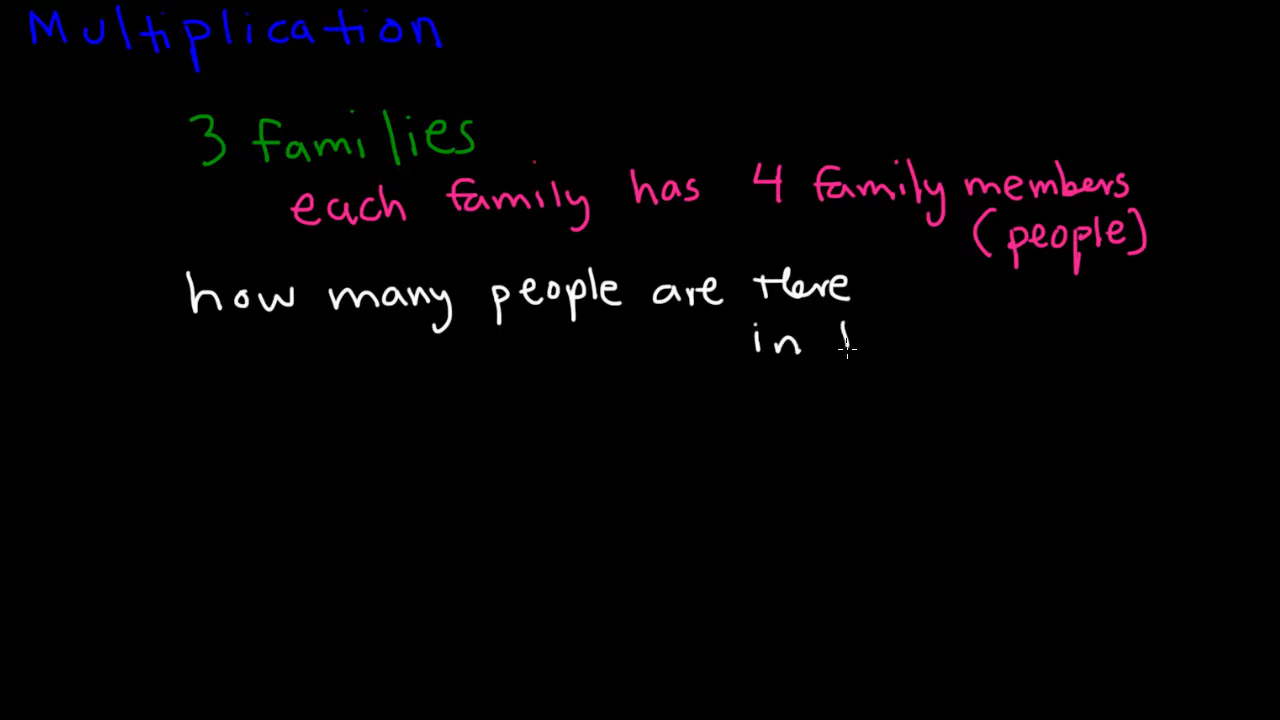 Multiplication
3 families
each family has 4 family members
(people)
how many people are there
in